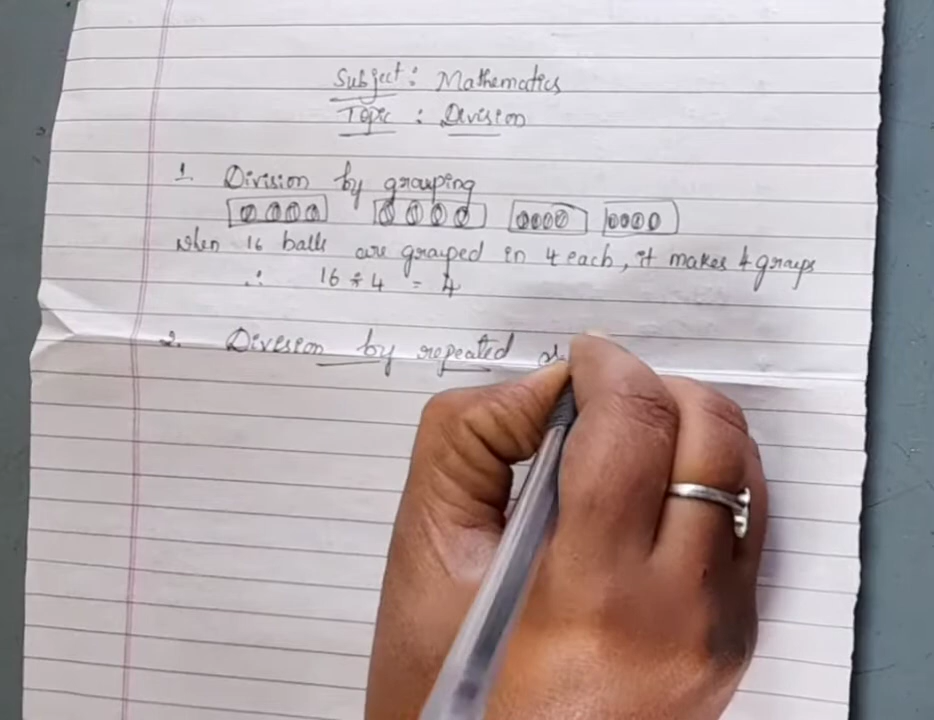 Subject: Mathematics
Topic : Division
1. Division by grouping
When 16 balls are grouped in 4 each, it makes 4 groups
∴ 16 ÷ 4 = 4
2. Division by repeated